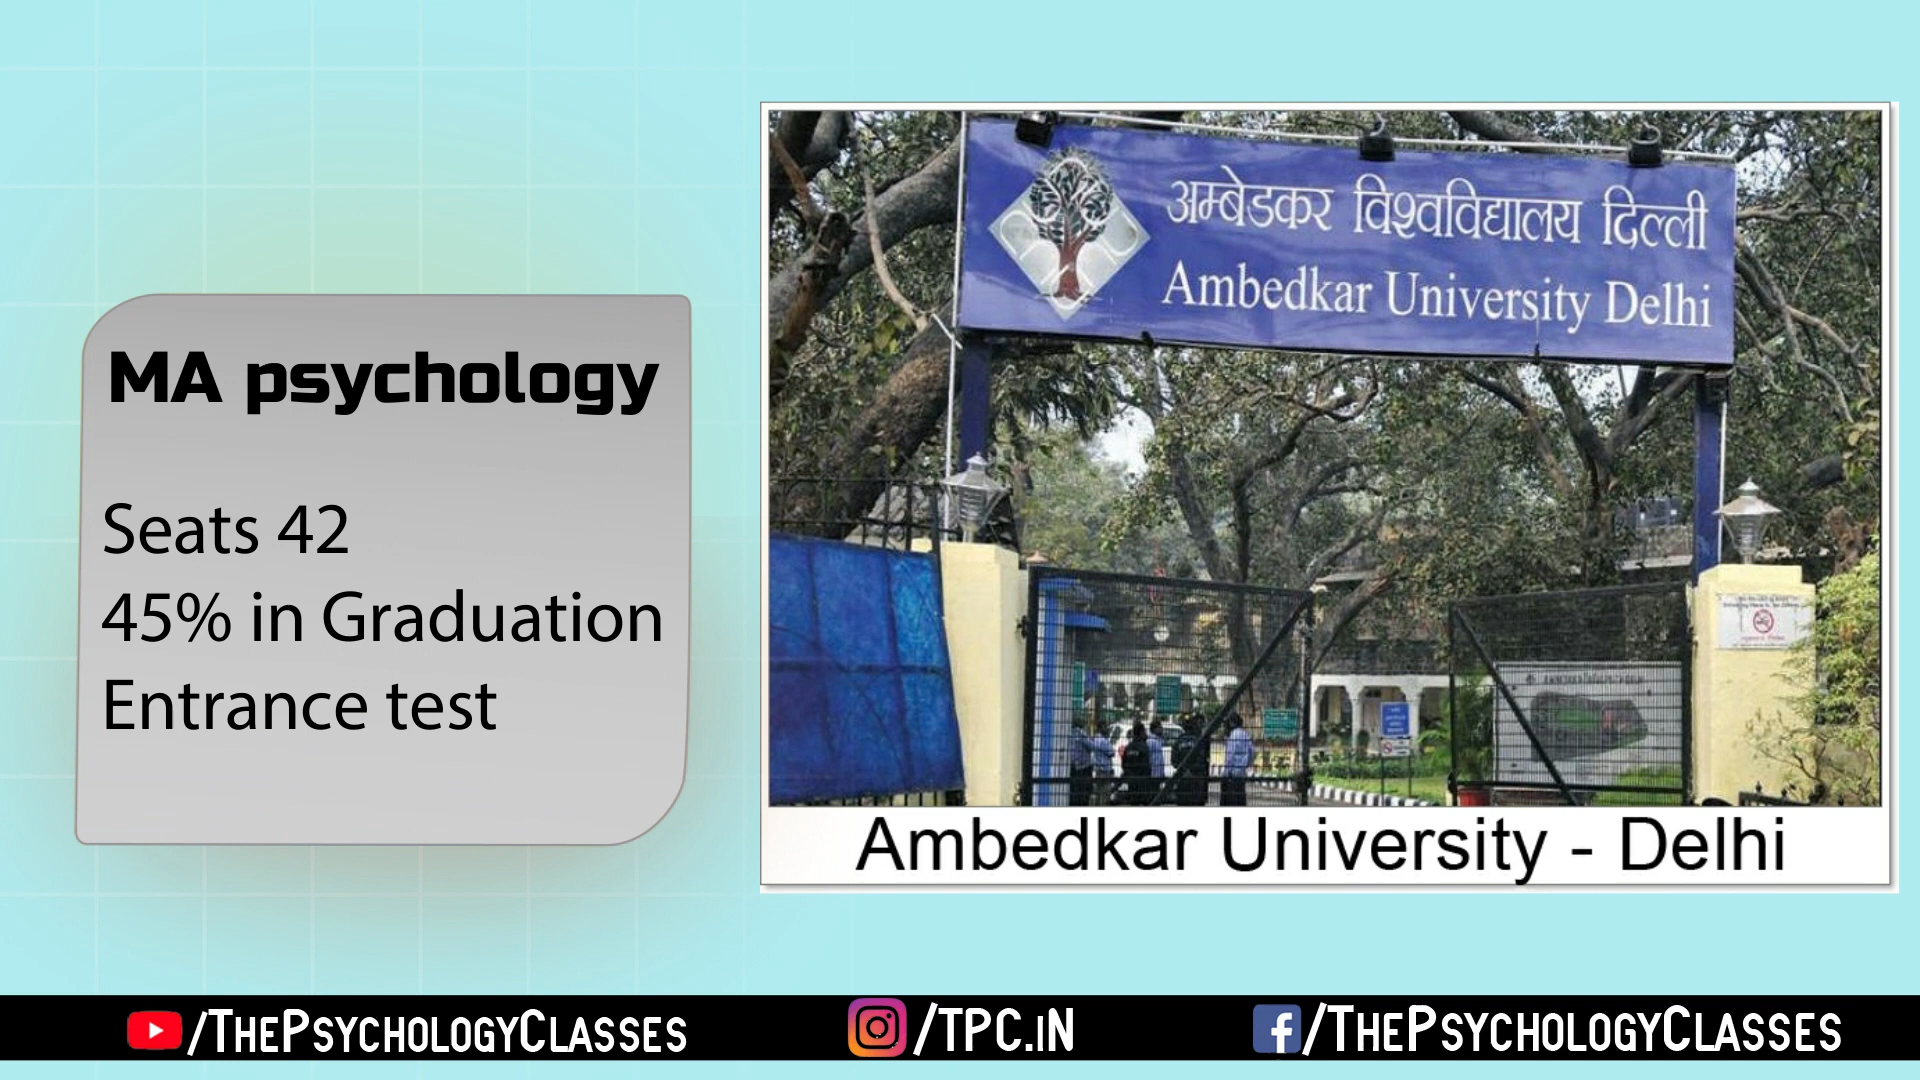 MA psychology
Seats 42
45% in Graduation
Entrance test
अम्बेडकर विश्वविद्यालय दिल्ली
Ambedkar University Delhi
Ambedkar University - Delhi
/ThePsychologyClasses
/TPC.iN
/ThePsychologyClasses